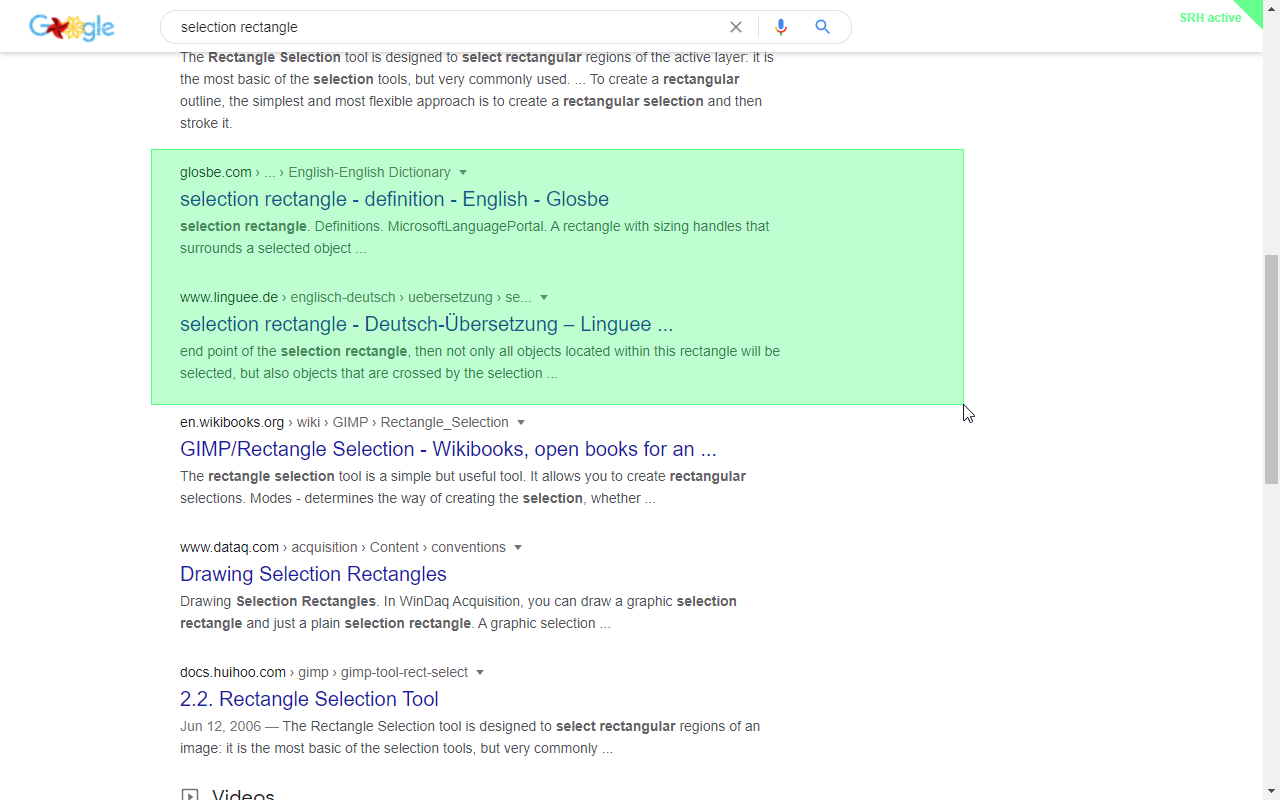 Google
selection rectangle
SRH active
The Rectangle Selection tool is designed to select rectangular regions of the active layer: it is
the most basic of the selection tools, but very commonly used. ... To create a rectangular
outline, the simplest and most flexible approach is to create a rectangular selection and then
stroke it.
glosbe.com › ... › English-English Dictionary
selection rectangle - definition - English - Glosbe
selection rectangle. Definitions. MicrosoftLanguagePortal. A rectangle with sizing handles that
surrounds a selected object ...
www.linguee.de › englisch-deutsch › uebersetzung › se...
selection rectangle - Deutsch-Übersetzung – Linguee ...
end point of the selection rectangle, then not only all objects located within this rectangle will be
selected, but also objects that are crossed by the selection ...
en.wikibooks.org › wiki › GIMP › Rectangle_Selection
GIMP/Rectangle Selection - Wikibooks, open books for an ...
The rectangle selection tool is a simple but useful tool. It allows you to create rectangular
selections. Modes - determines the way of creating the selection, whether ...
www.dataq.com › acquisition › Content › conventions
Drawing Selection Rectangles
Drawing Selection Rectangles. In WinDaq Acquisition, you can draw a graphic selection
rectangle and just a plain selection rectangle. A graphic selection ...
docs.huihoo.com › gimp › gimp-tool-rect-select
2.2. Rectangle Selection Tool
Jun 12, 2006 — The Rectangle Selection tool is designed to select rectangular regions of an
image: it is the most basic of the selection tools, but very commonly ...
Videos